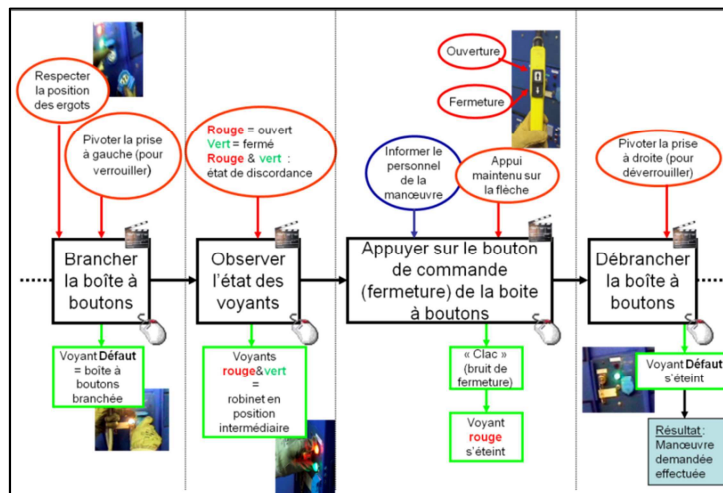 Respecter
la position
des ergots
Pivoter la prise
à gauche (pour
verrouiller)
Brancher
la boîte à
boutons
Voyant Défaut
= boîte à
boutons
branchée
Rouge = ouvert
Vert = fermé
Rouge & vert :
état de discordance
Observer
l'état des
voyants
Voyants
rouge&vert
=
robinet en
position
intermédiaire
Ouverture
Fermeture
Informer le
personnel
de la
manœuvre
Appui
maintenu sur
la flèche
Appuyer sur le bouton
de commande
(fermeture) de la boite
à boutons
« Clac »
(bruit de
fermeture)
Voyant
rouge
s'éteint
Pivoter la prise
à droite (pour
déverrouiller)
Débrancher
la boîte à
boutons
Voyant Défaut
s'éteint
Résultat :
Manœuvre
demandée
effectuée